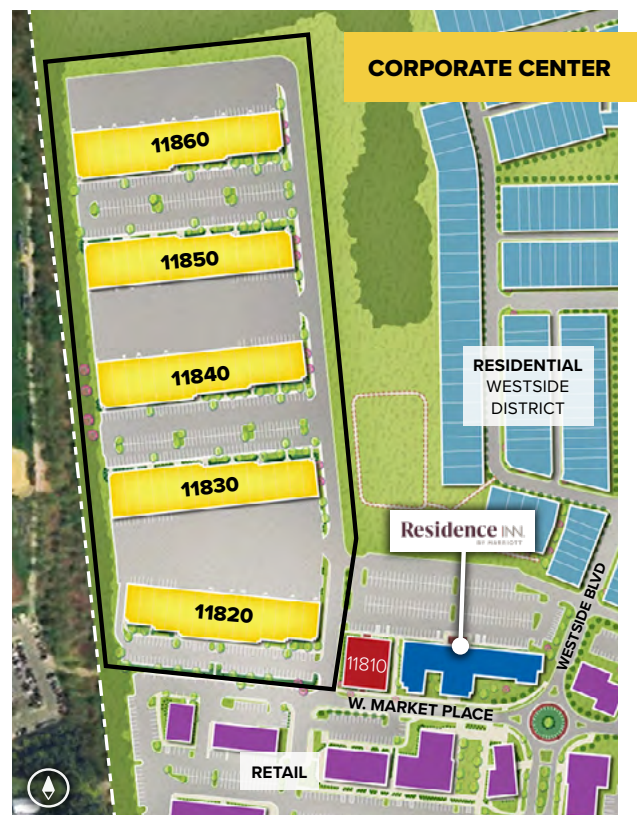 CORPORATE CENTER
11860
11850
11840
RESIDENTIAL
WESTSIDE
DISTRICT
11830
Residence INN.
BY MARRIOTT
11820
WESTSIDE BLVD
11810
W. MARKET PLACE
RETAIL